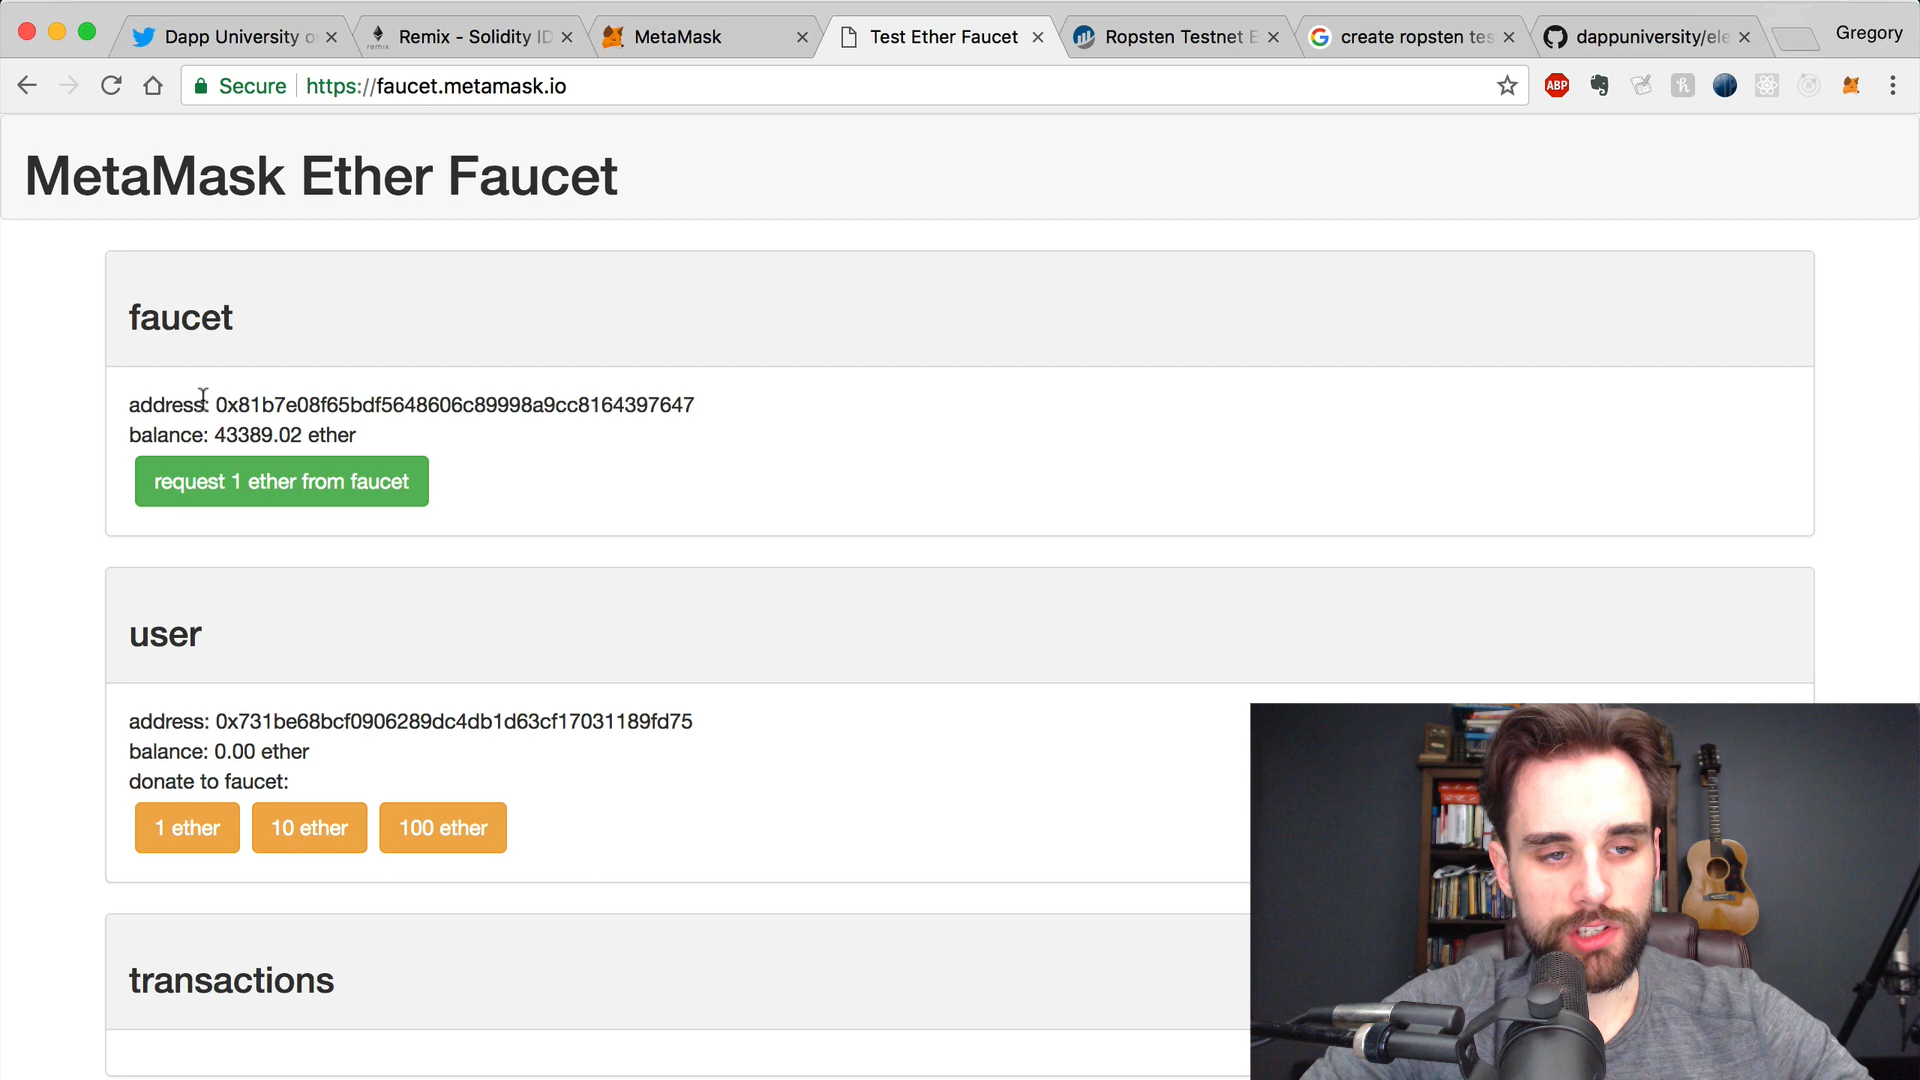 Dapp University o
Remix - Solidity ID
MetaMask
Test Ether Faucet
Ropsten Testnet E
create ropsten tes
dappuniversity/ele
Gregory
Secure
https://faucet.metamask.io
ABP
MetaMask Ether Faucet
faucet
address: 0x81b7e08f65bdf5648606c89998a9cc8164397647
balance: 43389.02 ether
request 1 ether from faucet
user
address: 0x731be68bcf0906289dc4db1d63cf17031189fd75
balance: 0.00 ether
donate to faucet:
1 ether
10 ether
100 ether
transactions